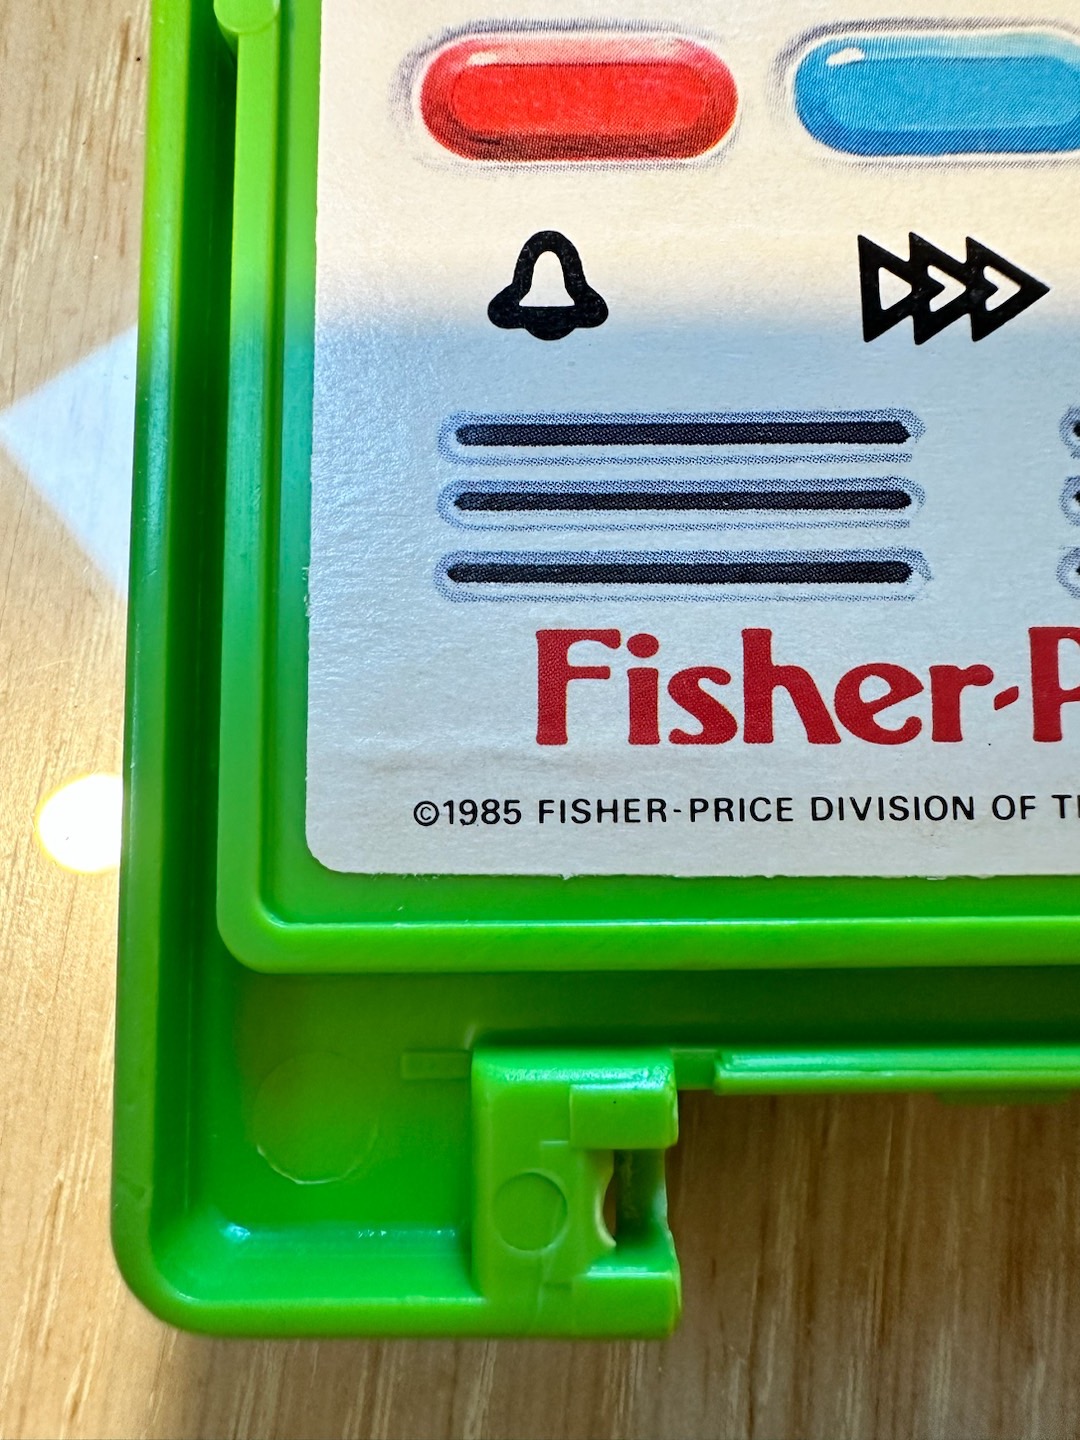 Fisher-P
©1985 FISHER-PRICE DIVISION OF T